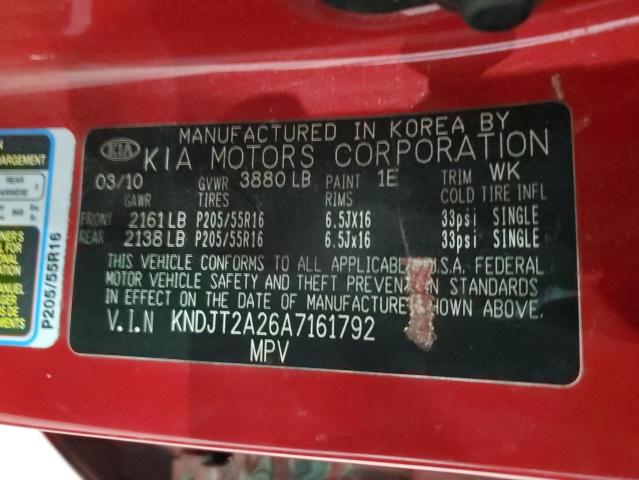 MANUFACTURED IN KOREA BY
KIA KIA MOTORS CORPORATION
03/10 GVWR 3880 LB PAINT 1E TRIM WK
GAWR TIRES RIMS COLD TIRE INFL
FRONT 2161 LB P205/55R16 6.5JX16 33psi SINGLE
REAR 2138 LB P205/55R16 6.5Jx16 33psi SINGLE
THIS VEHICLE CONFORMS TO ALL APPLICABLE U.S.A. FEDERAL
MOTOR VEHICLE SAFETY AND THEFT PREVENTION STANDARDS
IN EFFECT ON THE DATE OF MANUFACTURE SHOWN ABOVE.
V.I.N KNDJT2A26A7161792
MPV
REAR
P205/55R16